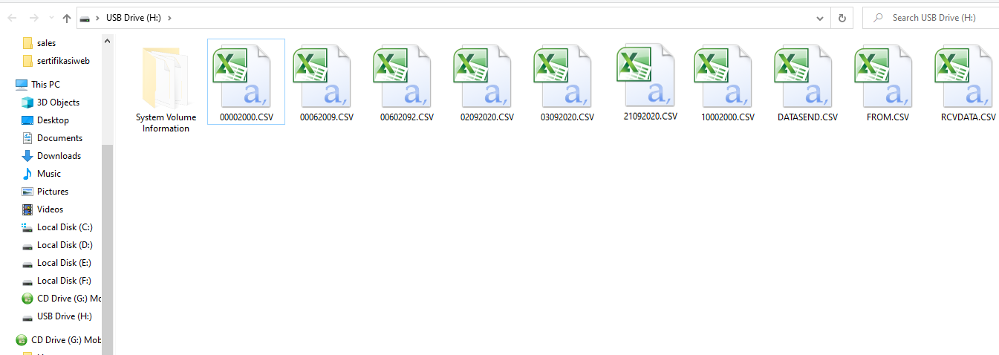 USB Drive (H:)
Search USB Drive (H:)
sales
sertifikasiweb
This PC
3D Objects
Desktop
Documents
Downloads
Music
Pictures
Videos
Local Disk (C:)
Local Disk (D:)
Local Disk (E:)
Local Disk (F:)
CD Drive (G:) Mc
USB Drive (H:)
CD Drive (G:) Mob
System Volume
Information
00002000.CSV
00062009.CSV
00602092.CSV
02092020.CSV
03092020.CSV
21092020.CSV
10002000.CSV
DATASEND.CSV
FROM.CSV
RCVDATA.CSV